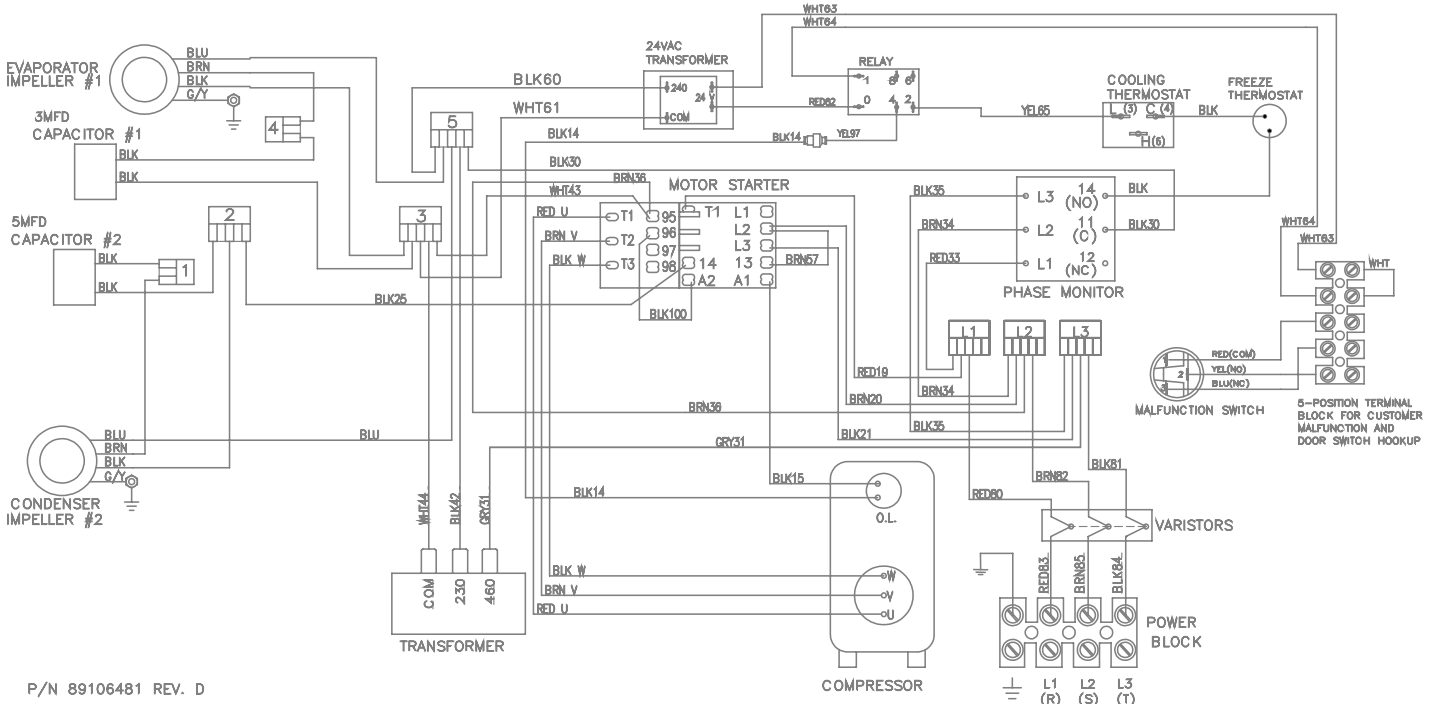 WHT63
WHT64
EVAPORATOR
IMPELLER #1
BLU
BRN
BLK
G/Y
24VAC
TRANSFORMER
240
24 V
COM
BLK60
WHT61
RELAY
1 8 6
0 4 2
RED62
YEL65
COOLING
THERMOSTAT
L (3) C (4)
H(6)
BLK
FREEZE
THERMOSTAT
3MFD
CAPACITOR #1
BLK
BLK
4
5
BLK14
BLK14
YEL97
BLK30
BRN36
WHT43
MOTOR STARTER
T1
T2
T3
95
96
97
98
T1 L1
L2
L3
14 13
A2 A1
BRN57
BLK100
RED U
BRN V
BLK W
BLK35
BRN34
RED33
L3 14
(NO)
L2 11
(C)
L1 12
(NC)
PHASE MONITOR
BLK
BLK30
WHT64
WHT63
WHT
5MFD
CAPACITOR #2
BLK
BLK
1
2
3
BLK25
L1
L2
L3
RED19
BRN34
BRN20
BRN36
BLK35
BLK21
GRY31
1
2
3
RED(COM)
YEL(NO)
BLU(NC)
MALFUNCTION SWITCH
5-POSITION TERMINAL
BLOCK FOR CUSTOMER
MALFUNCTION AND
DOOR SWITCH HOOKUP
BLU
BRN
BLK
G/Y
BLU
CONDENSER
IMPELLER #2
WHT44
BLK42
GRY31
BLK14
BLK15
O.L.
BLK81
BRN82
RED80
VARISTORS
COM
230
460
TRANSFORMER
BLK W
BRN V
RED U
W
V
U
COMPRESSOR
RED83
BRN85
BLK84
POWER
BLOCK
L1
(R)
L2
(S)
L3
(T)
P/N 89106481 REV. D